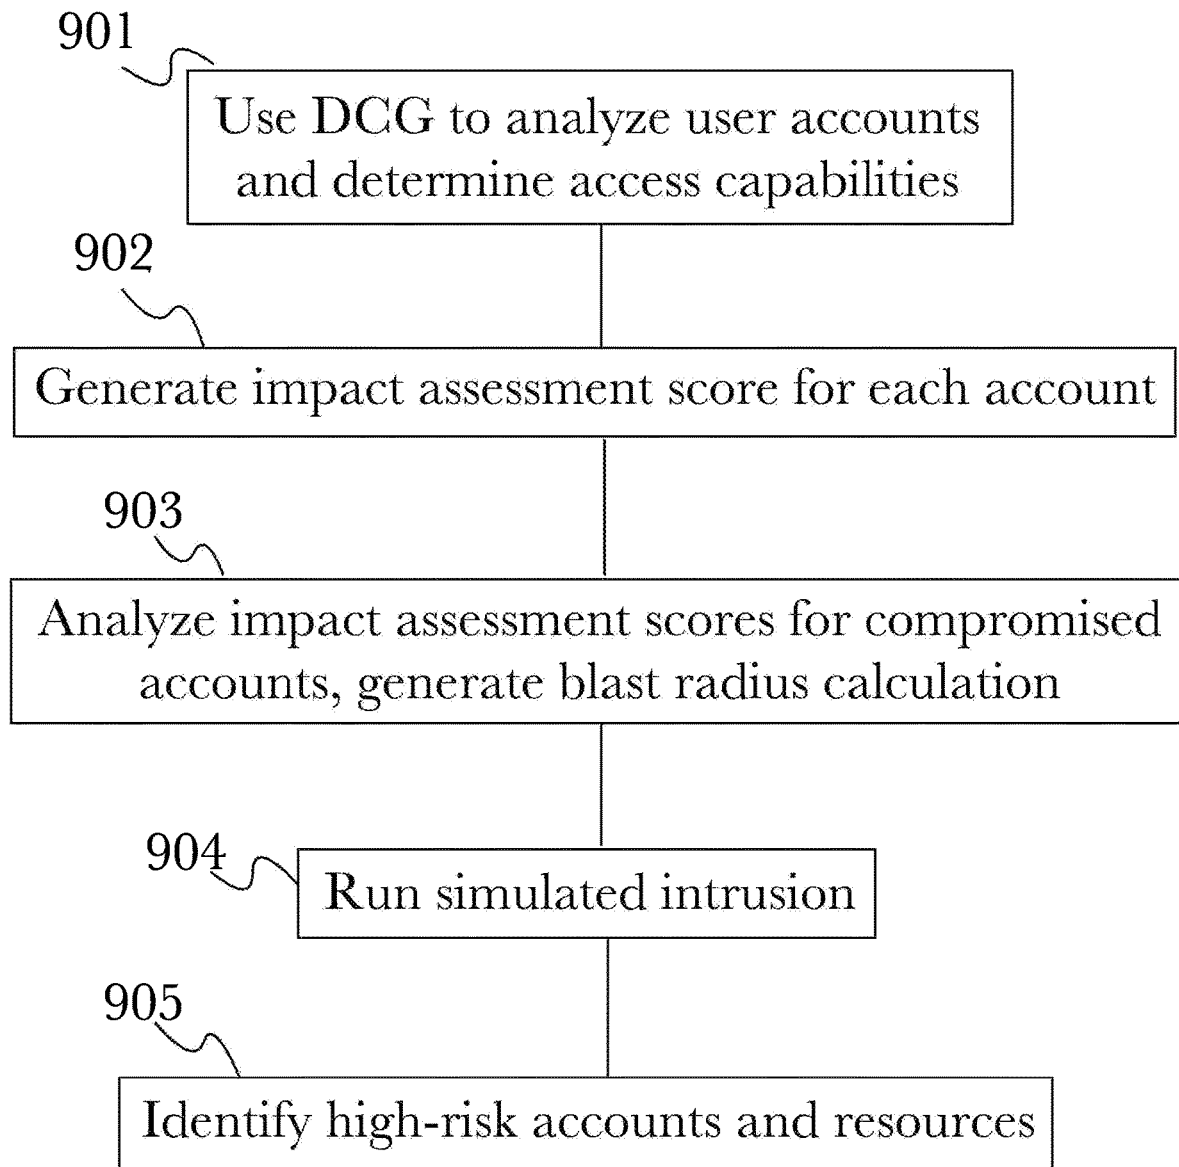 901
Use DCG to analyze user accounts
and determine access capabilities
902
Generate impact assessment score for each account
903
Analyze impact assessment scores for compromised
accounts, generate blast radius calculation
904
Run simulated intrusion
905
Identify high-risk accounts and resources